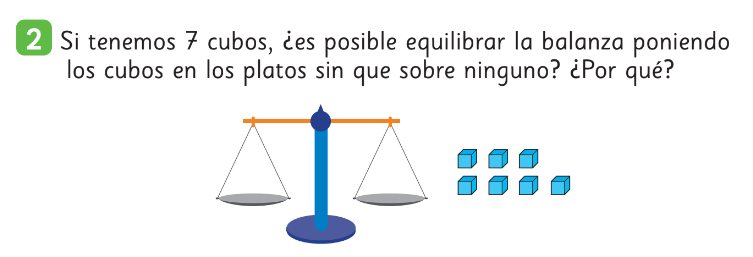 2 Si tenemos 7 cubos, ¿es posible equilibrar la balanza poniendo
los cubos en los platos sin que sobre ninguno? ¿Por qué?